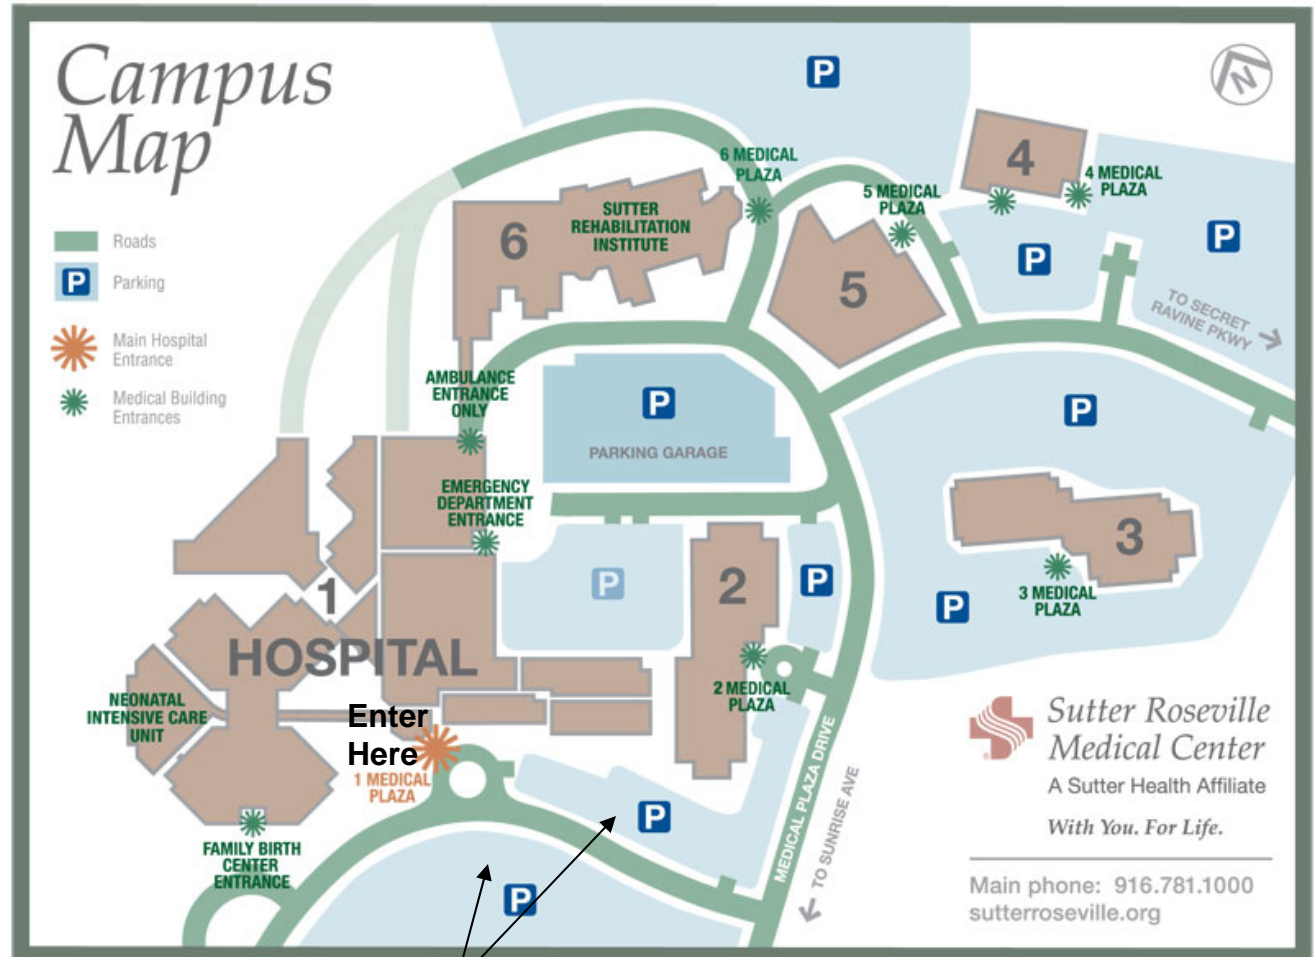 Campus
Map
N
Roads
P
Parking
Main Hospital
Entrance
Medical Building
Entrances
P
6 MEDICAL
PLAZA
4
4 MEDICAL
PLAZA
5 MEDICAL
PLAZA
6
SUTTER
REHABILITATION
INSTITUTE
P
P
5
TO SECRET
RAVINE PKWY
AMBULANCE
ENTRANCE
ONLY
P
PARKING GARAGE
P
EMERGENCY
DEPARTMENT
ENTRANCE
3
3 MEDICAL
PLAZA
P
1
HOSPITAL
P
2
P
2 MEDICAL
PLAZA
NEONATAL
INTENSIVE CARE
UNIT
Enter
Here
1 MEDICAL
PLAZA
P
MEDICAL PLAZA DRIVE
TO SUNRISE AVE
FAMILY BIRTH
CENTER
ENTRANCE
P
Sutter Roseville
Medical Center
®
A Sutter Health Affiliate
With You. For Life.
Main phone: 916.781.1000
sutterroseville.org